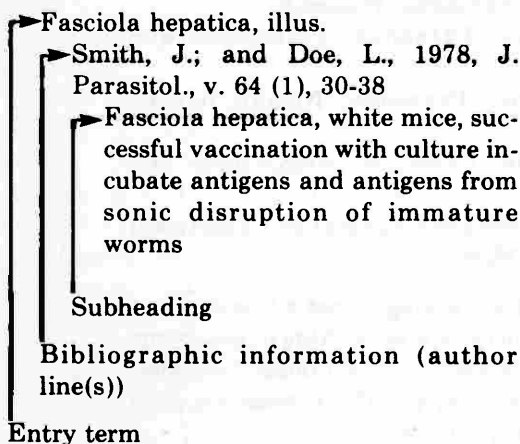 Fasciola hepatica, illus.
Smith, J.; and Doe, L., 1978, J.
Parasitol., v. 64 (1), 30-38
Fasciola hepatica, white mice, suc-
cessful vaccination with culture in-
cubate antigens and antigens from
sonic disruption of immature
worms
Subheading
Bibliographic information (author
line(s))
Entry term